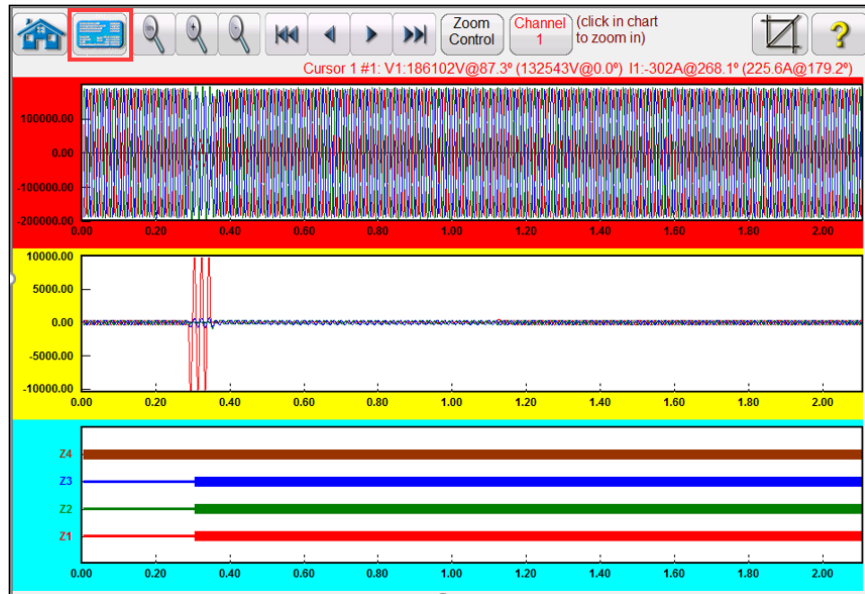 Zoom Control
Channel 1
(click in chart to zoom in)
?
Cursor 1 #1: V1:186102V@87.3º (132543V@0.0º) I1:-302A@268.1º (225.6A@179.2º)
100000.00
0.00
-100000.00
-200000.00
0.00 0.20 0.40 0.60 0.80 1.00 1.20 1.40 1.60 1.80 2.00
10000.00
5000.00
0.00
-5000.00
-10000.00
0.00 0.20 0.40 0.60 0.80 1.00 1.20 1.40 1.60 1.80 2.00
Z4
Z3
Z2
Z1
0.00 0.20 0.40 0.60 0.80 1.00 1.20 1.40 1.60 1.80 2.00